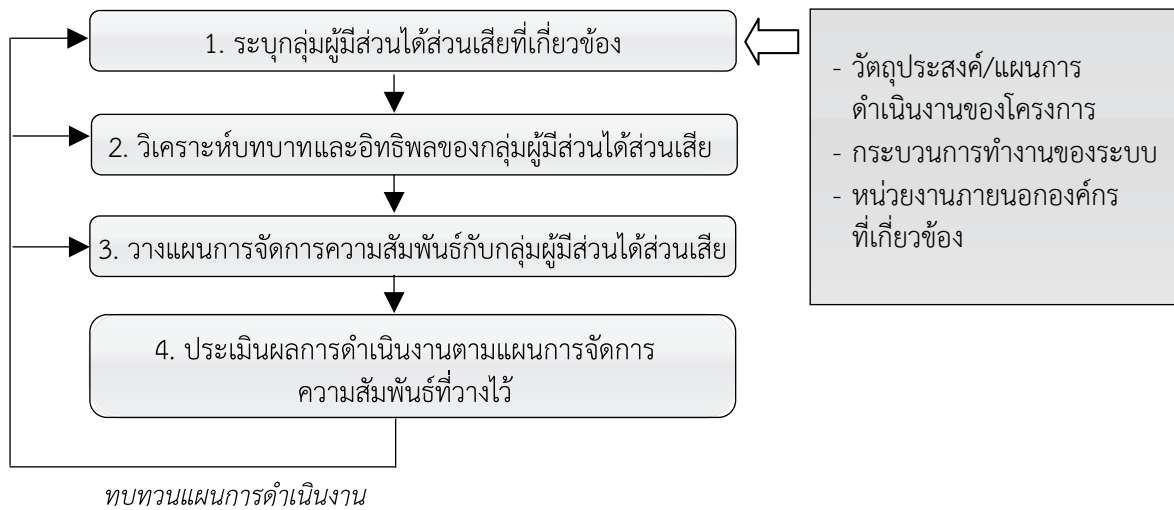 1. ระบุกลุ่มผู้มีส่วนได้ส่วนเสียที่เกี่ยวข้อง
2. วิเคราะห์บทบาทและอิทธิพลของกลุ่มผู้มีส่วนได้ส่วนเสีย
3. วางแผนการจัดการความสัมพันธ์กับกลุ่มผู้มีส่วนได้ส่วนเสีย
4. ประเมินผลการดำเนินงานตามแผนการจัดการ
ความสัมพันธ์ที่วางไว้
ทบทวนแผนการดำเนินงาน
- วัตถุประสงค์/แผนการ
ดำเนินงานของโครงการ
- กระบวนการทำงานของระบบ
- หน่วยงานภายนอกองค์กร
ที่เกี่ยวข้อง